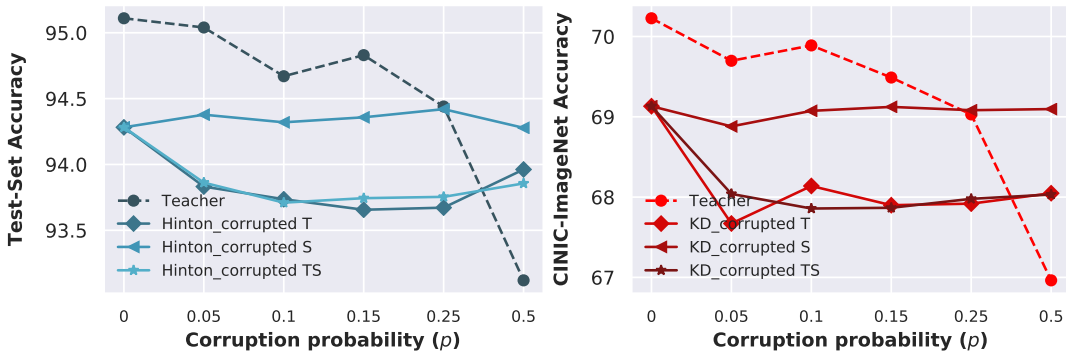 Test-Set Accuracy
95.0
94.5
94.0
93.5
Teacher
Hinton_corrupted T
Hinton_corrupted S
Hinton_corrupted TS
0 0.05 0.1 0.15 0.25 0.5
Corruption probability (p)
CINIC-ImageNet Accuracy
70
69
68
67
Teacher
KD_corrupted T
KD_corrupted S
KD_corrupted TS
0 0.05 0.1 0.15 0.25 0.5
Corruption probability (p)